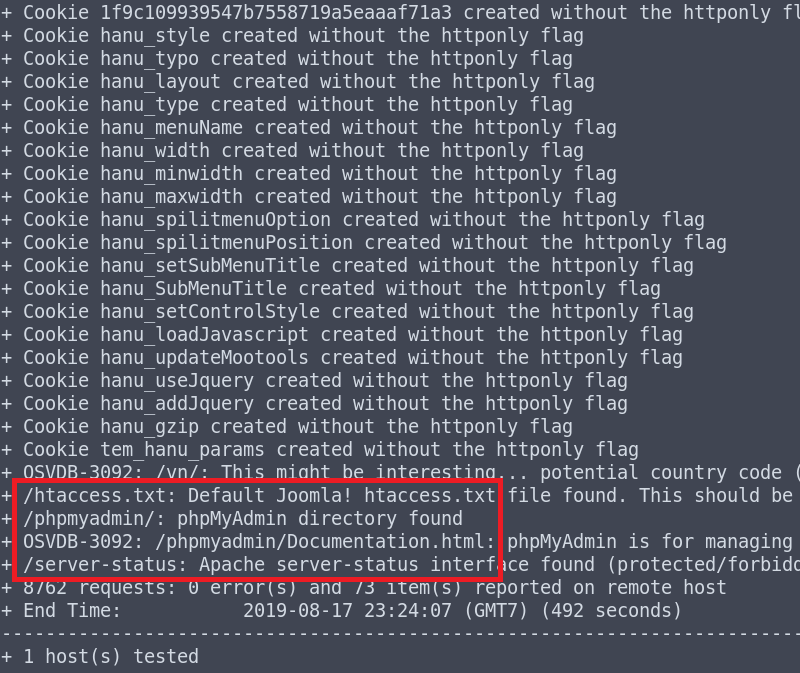 + Cookie 1f9c109939547b7558719a5eaaaf71a3 created without the httponly fl
+ Cookie hanu_style created without the httponly flag
+ Cookie hanu_typo created without the httponly flag
+ Cookie hanu_layout created without the httponly flag
+ Cookie hanu_type created without the httponly flag
+ Cookie hanu_menuName created without the httponly flag
+ Cookie hanu_width created without the httponly flag
+ Cookie hanu_minwidth created without the httponly flag
+ Cookie hanu_maxwidth created without the httponly flag
+ Cookie hanu_spilitmenuOption created without the httponly flag
+ Cookie hanu_spilitmenuPosition created without the httponly flag
+ Cookie hanu_setSubMenuTitle created without the httponly flag
+ Cookie hanu_SubMenuTitle created without the httponly flag
+ Cookie hanu_setControlStyle created without the httponly flag
+ Cookie hanu_loadJavascript created without the httponly flag
+ Cookie hanu_updateMootools created without the httponly flag
+ Cookie hanu_useJquery created without the httponly flag
+ Cookie hanu_addJquery created without the httponly flag
+ Cookie hanu_gzip created without the httponly flag
+ Cookie tem_hanu_params created without the httponly flag
+ OSVDB-3092: /vn/: This might be interesting... potential country code (
+ /htaccess.txt: Default Joomla! htaccess.txt file found. This should be
+ /phpmyadmin/: phpMyAdmin directory found
+ OSVDB-3092: /phpmyadmin/Documentation.html: phpMyAdmin is for managing
+ /server-status: Apache server-status interface found (protected/forbidd
+ 8762 requests: 0 error(s) and 73 item(s) reported on remote host
+ End Time:           2019-08-17 23:24:07 (GMT7) (492 seconds)
---------------------------------------------------------------------------
+ 1 host(s) tested